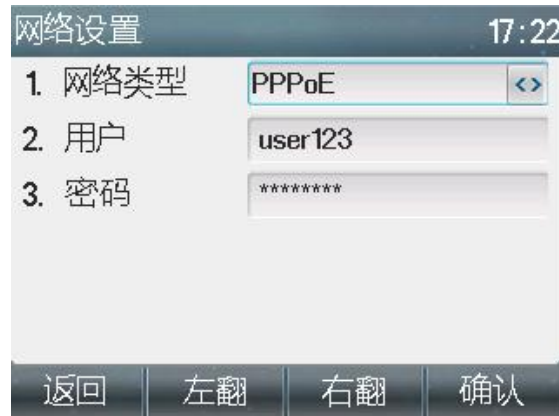 网络设置 17:22
1. 网络类型 PPPoE <>
2. 用户 user123
3. 密码 ********
返回 左翻 右翻 确认